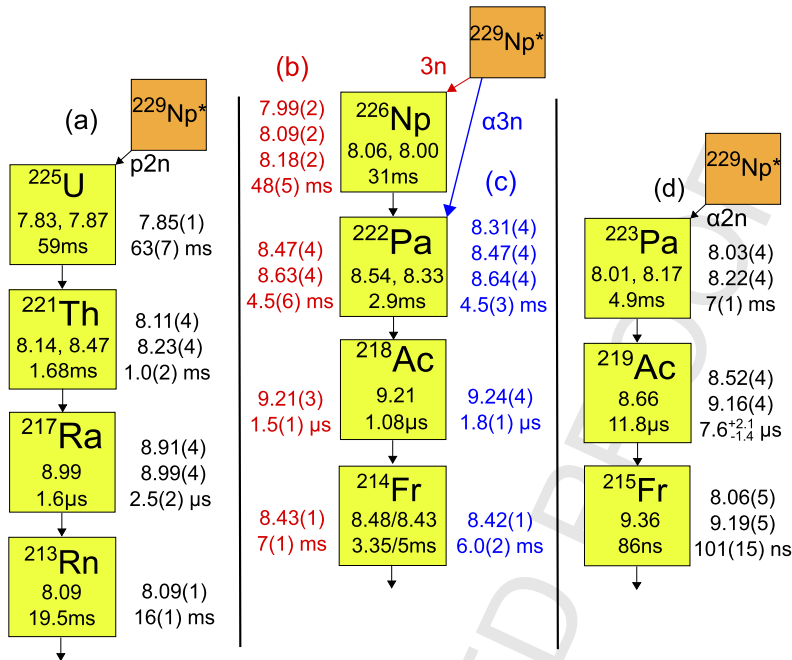 (a)
²²⁹Np*
p2n
²²⁵U
7.83, 7.87
59ms
7.85(1)
63(7) ms
²²¹Th
8.14, 8.47
1.68ms
8.11(4)
8.23(4)
1.0(2) ms
²¹⁷Ra
8.99
1.6µs
8.91(4)
8.99(4)
2.5(2) µs
²¹³Rn
8.09
19.5ms
8.09(1)
16(1) ms
(b)
3n
²²⁹Np*
7.99(2)
8.09(2)
8.18(2)
48(5) ms
²²⁶Np
8.06, 8.00
31ms
α3n
(c)
8.47(4)
8.63(4)
4.5(6) ms
²²²Pa
8.54, 8.33
2.9ms
8.31(4)
8.47(4)
8.64(4)
4.5(3) ms
9.21(3)
1.5(1) µs
²¹⁸Ac
9.21
1.08µs
9.24(4)
1.8(1) µs
8.43(1)
7(1) ms
²¹⁴Fr
8.48/8.43
3.35/5ms
8.42(1)
6.0(2) ms
(d)
²²⁹Np*
α2n
²²³Pa
8.01, 8.17
4.9ms
8.03(4)
8.22(4)
7(1) ms
²¹⁹Ac
8.66
11.8µs
8.52(4)
9.16(4)
7.6⁺²·¹₋₁.₄ µs
²¹⁵Fr
9.36
86ns
8.06(5)
9.19(5)
101(15) ns